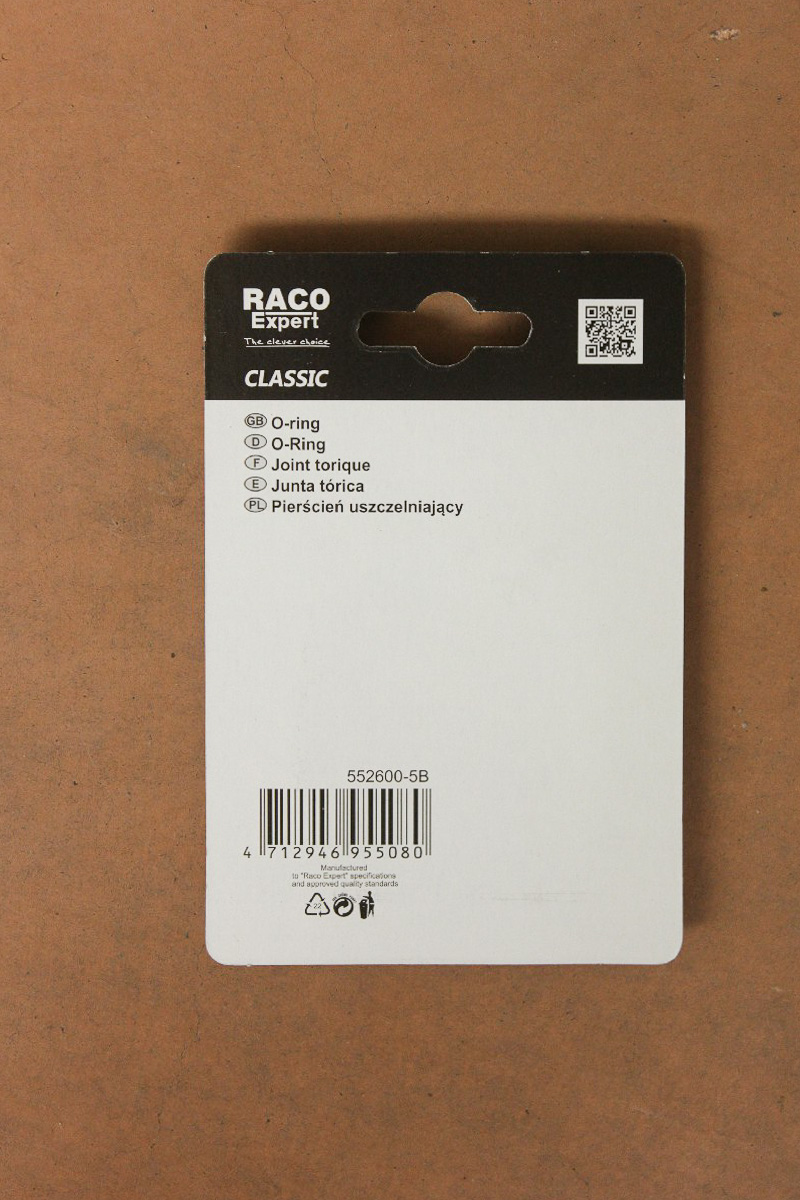 RACO
Expert
The clever choice
CLASSIC
GB O-ring
D O-Ring
F Joint torique
E Junta tórica
PL Pierścień uszczelniający
552600-5B
4 712946 955080
Manufactured
to "Raco Expert" specifications
and approved quality standards
22